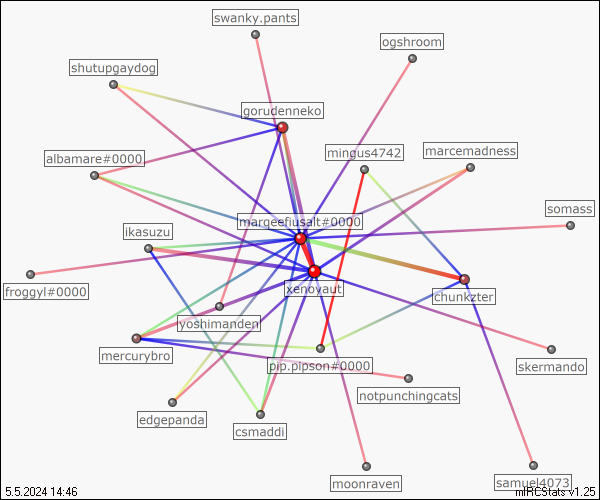 swanky.pants
ogshroom
shutupgaydog
gorudenneko
mingus4742
marcemadness
albamare#0000
somass
margeefiusalt#0000
ikasuzu
froggyl#0000
xenovaut
chunkzter
yoshimanden
mercurybro
pip.pipson#0000
skermando
notpunchingcats
edgepanda
csmaddi
moonraven
samuel4073
5.5.2024 14:46
mIRCStats v1.25